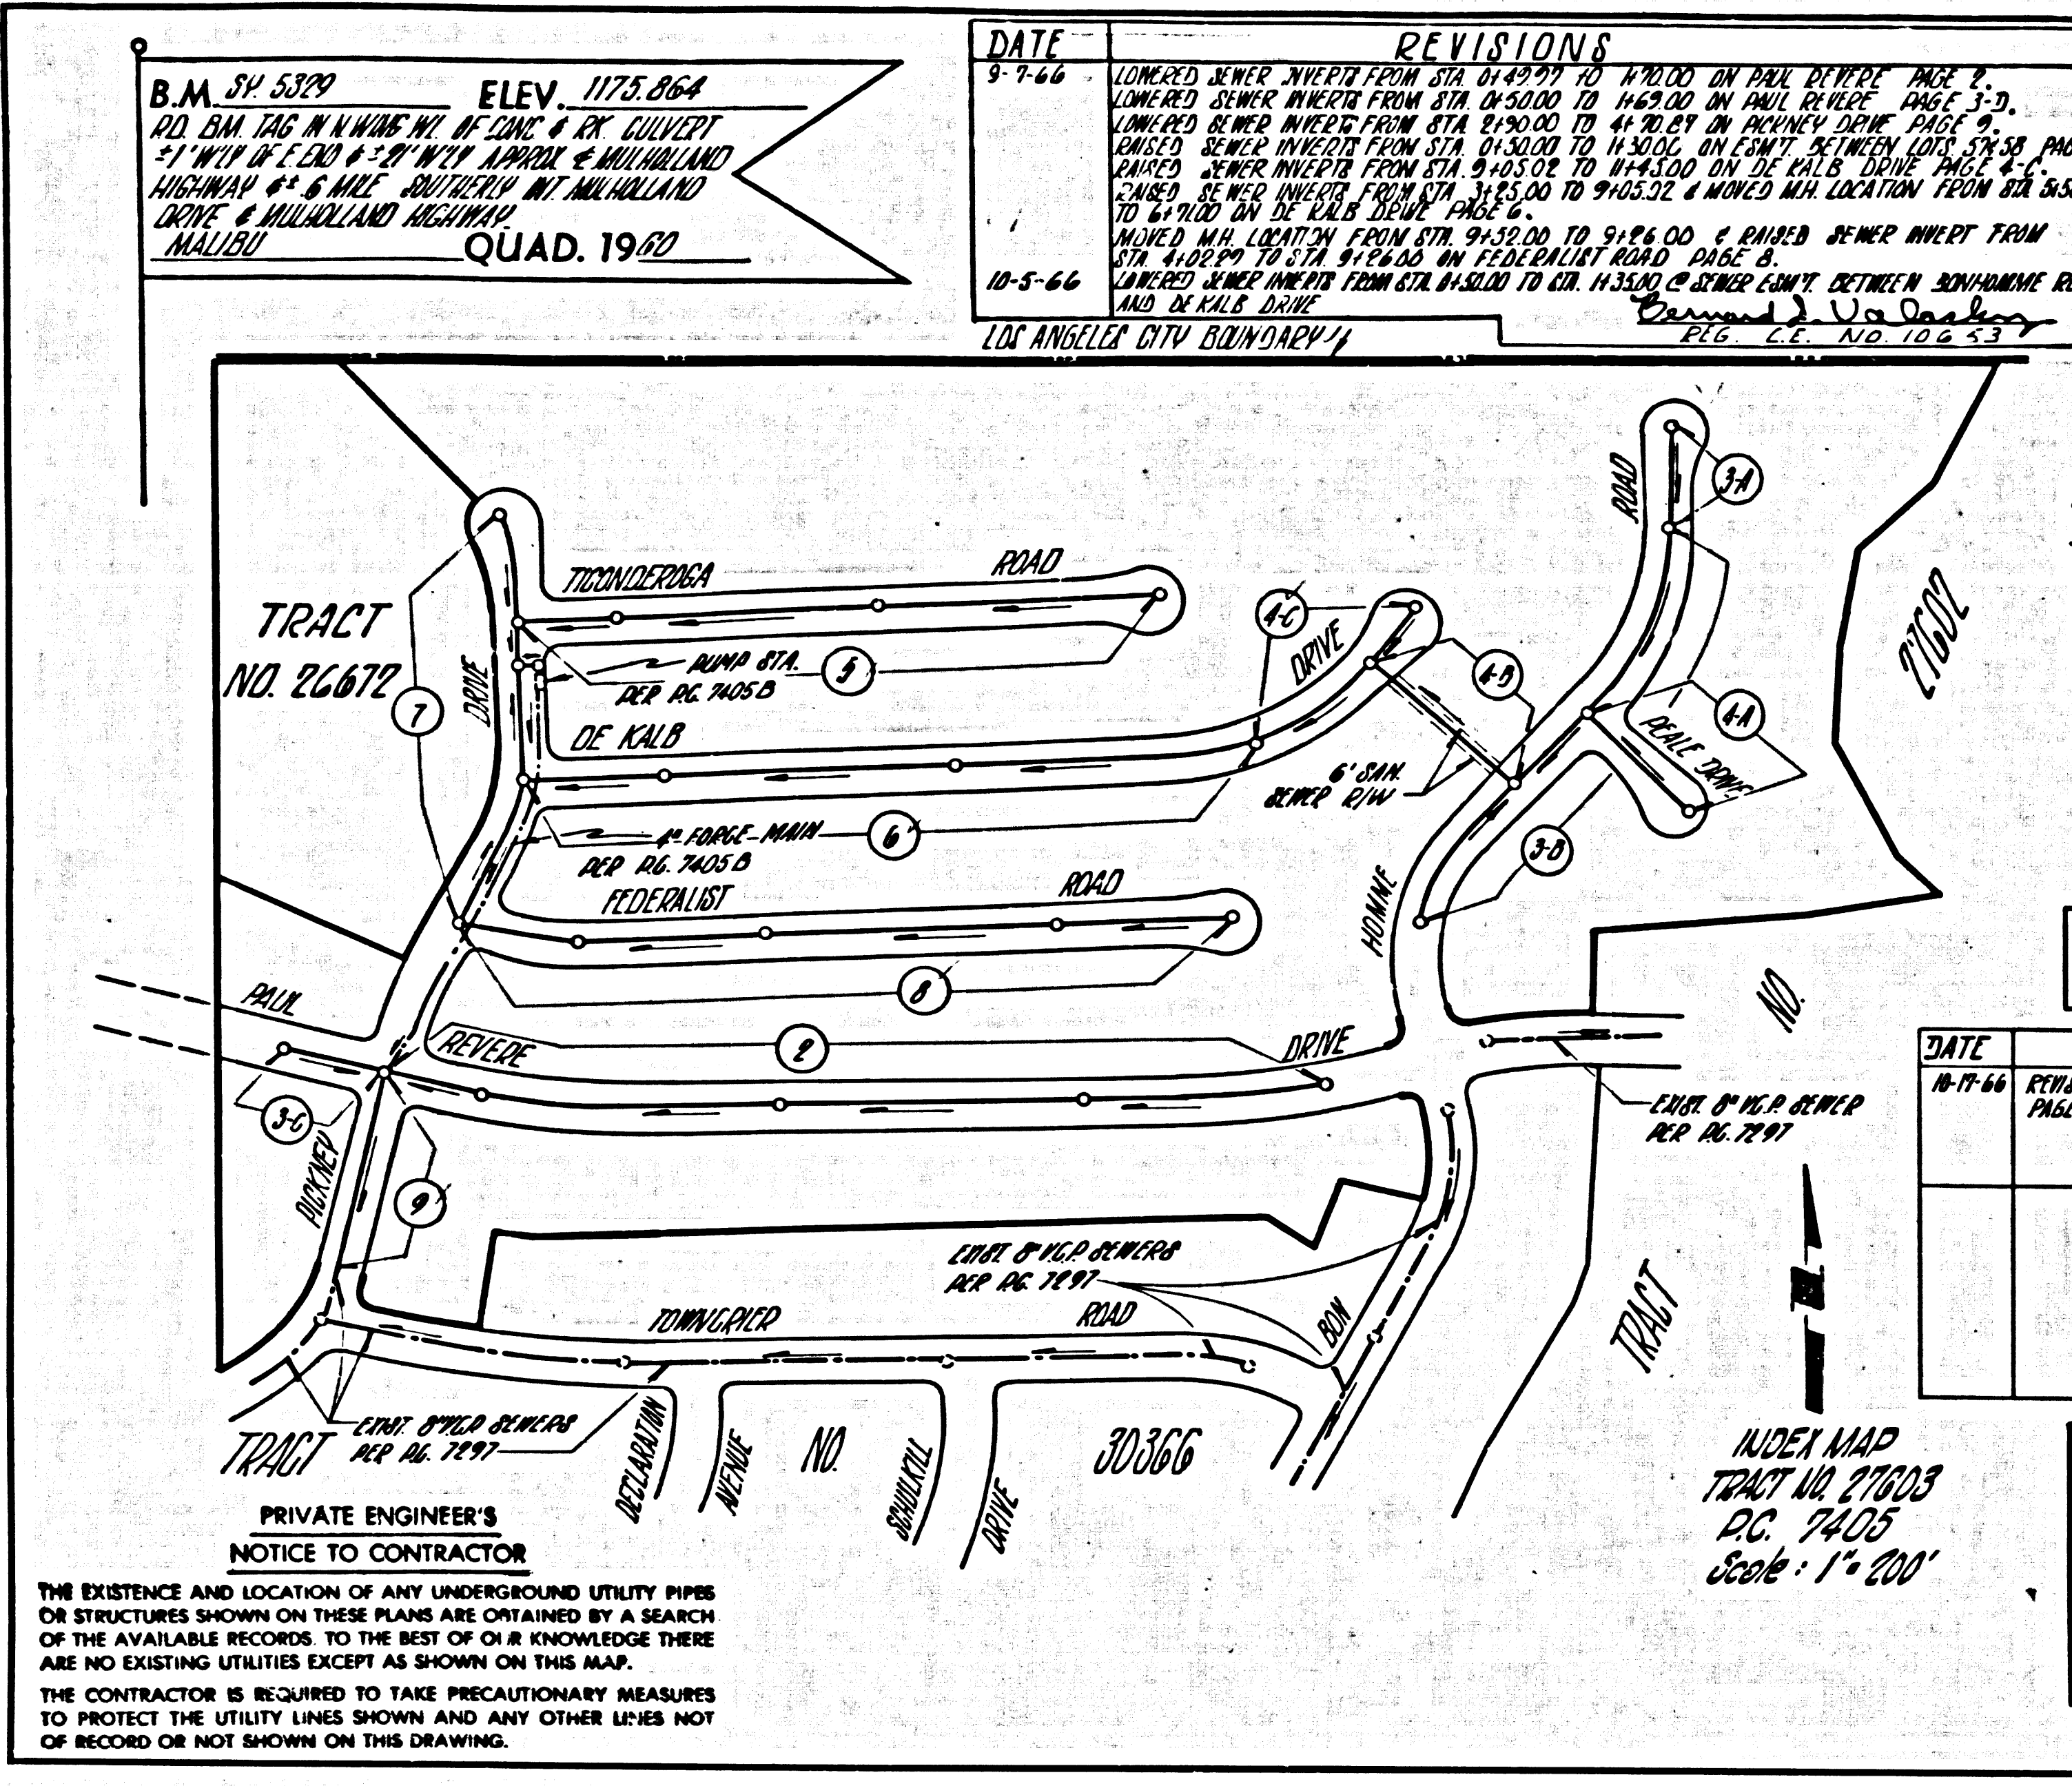 B.M. SY. 5329 ELEV. 1175.864
RD. BM. TAG IN N. WING WL. OF CONC & RK. CULVERT
±1' W'LY OF E. END & ±21' W'LY APPROX ℄ MULHOLLAND
HIGHWAY & ± .6 MILE SOUTHERLY INT. MULHOLLAND
DRIVE & MULHOLLAND HIGHWAY.
MALIBU QUAD. 1960
DATE REVISIONS
9-7-66 LOWERED SEWER INVERTS FROM STA. 0+49.97 TO 1+70.00 ON PAUL REVERE PAGE 2.
LOWERED SEWER INVERTS FROM STA. 0+50.00 TO 1+69.00 ON PAUL REVERE PAGE 3-D.
LOWERED SEWER INVERTS FROM STA. 2+90.00 TO 4+70.87 ON PICKNEY DRIVE PAGE 9.
RAISED SEWER INVERTS FROM STA. 0+50.00 TO 1+30.06 ON ESM'T. BETWEEN LOTS 57&58
RAISED SEWER INVERTS FROM STA. 9+05.02 TO 11+45.00 ON DE KALB DRIVE PAGE 4-C.
RAISED SEWER INVERTS FROM STA. 3+25.00 TO 9+05.02 & MOVED M.H. LOCATION FROM STA.
TO 6+71.00 ON DE KALB DRIVE PAGE 6.
MOVED M.H. LOCATION FROM STA. 9+52.00 TO 9+26.00 & RAISED SEWER INVERT FROM
STA. 4+02.29 TO STA. 9+26.00 ON FEDERALIST ROAD PAGE 8.
10-5-66 LOWERED SEWER INVERTS FROM STA. 0+50.00 TO STA. 1+35.00 @ SEWER ESM'T. BETWEEN BONHOMME
AND DE KALB DRIVE
REG. C.E. NO. 10653
LOS ANGELES CITY BOUNDARY
ROAD
3-A
TICONDEROGA ROAD
TRACT
NO. 26672
DRIVE
7
PUMP STA.
PER P.C. 7405 B
5
4-C
DRIVE
4-B
4-A
PEALE DRIVE
27602
DE KALB
6' SAN.
SEWER R/W
4" FORCE-MAIN
PER P.C. 7405 B
6
3-B
FEDERALIST ROAD
HOMME
8
NO.
PAUL
REVERE
2
DRIVE
3-C
PICKNEY
9
EXIST. 8" V.C.P. SEWER
PER P.C. 7297
DATE
10-17-66
EXIST. 8" V.C.P. SEWERS
PER P.C. 7297
TOWNGRIER ROAD
BON
TRACT
TRACT
EXIST. 8" V.C.P. SEWERS
PER P.C. 7297
DECLARATION
AVENUE
NO.
SCHULKILL
DRIVE
30366
INDEX MAP
TRACT NO. 27603
P.C. 7405
Scale: 1" = 200'
PRIVATE ENGINEER'S
NOTICE TO CONTRACTOR
THE EXISTENCE AND LOCATION OF ANY UNDERGROUND UTILITY PIPES
OR STRUCTURES SHOWN ON THESE PLANS ARE OBTAINED BY A SEARCH
OF THE AVAILABLE RECORDS. TO THE BEST OF OUR KNOWLEDGE THERE
ARE NO EXISTING UTILITIES EXCEPT AS SHOWN ON THIS MAP.
THE CONTRACTOR IS REQUIRED TO TAKE PRECAUTIONARY MEASURES
TO PROTECT THE UTILITY LINES SHOWN AND ANY OTHER LINES NOT
OF RECORD OR NOT SHOWN ON THIS DRAWING.